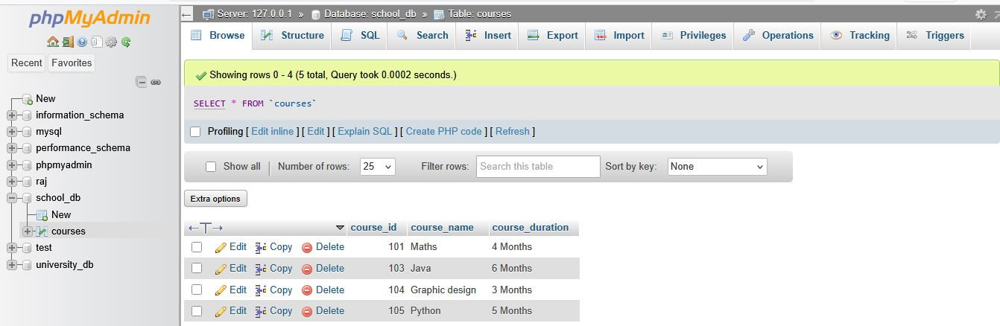 phpMyAdmin
Recent Favorites
New
information_schema
mysql
performance_schema
phpmyadmin
raj
school_db
New
courses
test
university_db
Server: 127.0.0.1 » Database: school_db » Table: courses
Browse Structure SQL Search Insert Export Import Privileges Operations Tracking Triggers
Showing rows 0 - 4 (5 total, Query took 0.0002 seconds.)
SELECT * FROM `courses`
Profiling [ Edit inline ] [ Edit ] [ Explain SQL ] [ Create PHP code ] [ Refresh ]
Show all Number of rows: 25 Filter rows: Search this table Sort by key: None
Extra options
←T→ course_id course_name course_duration
Edit Copy Delete 101 Maths 4 Months
Edit Copy Delete 103 Java 6 Months
Edit Copy Delete 104 Graphic design 3 Months
Edit Copy Delete 105 Python 5 Months